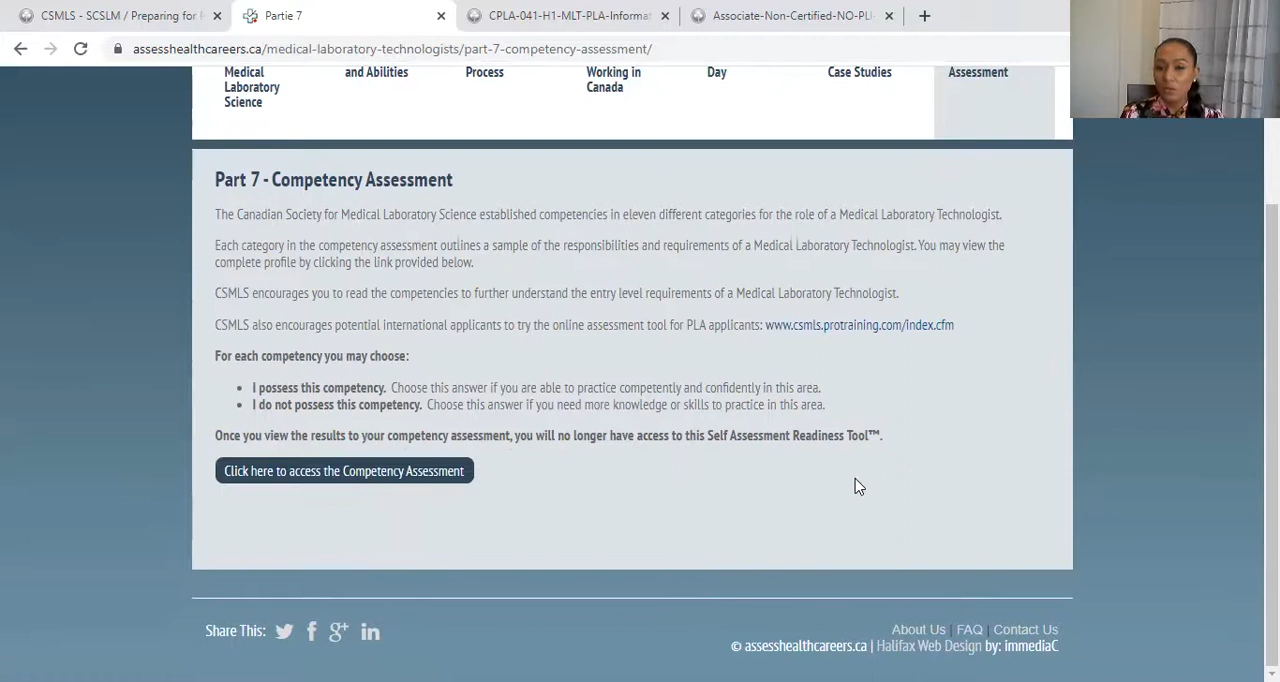 CSMLS - SCSLM / Preparing for
Partie 7
CPLA-041-H1-MLT-PLA-Informat
Associate-Non-Certified-NO-PLI
assesshealthcareers.ca/medical-laboratory-technologists/part-7-competency-assessment/
Medical Laboratory Science
and Abilities
Process
Working in Canada
Day
Case Studies
Assessment
Part 7 - Competency Assessment
The Canadian Society for Medical Laboratory Science established competencies in eleven different categories for the role of a Medical Laboratory Technologist.
Each category in the competency assessment outlines a sample of the responsibilities and requirements of a Medical Laboratory Technologist. You may view the
complete profile by clicking the link provided below.
CSMLS encourages you to read the competencies to further understand the entry level requirements of a Medical Laboratory Technologist.
CSMLS also encourages potential international applicants to try the online assessment tool for PLA applicants: www.csmls.protraining.com/index.cfm
For each competency you may choose:
• I possess this competency. Choose this answer if you are able to practice competently and confidently in this area.
• I do not possess this competency. Choose this answer if you need more knowledge or skills to practice in this area.
Once you view the results to your competency assessment, you will no longer have access to this Self Assessment Readiness Tool™.
Click here to access the Competency Assessment
Share This:
About Us | FAQ | Contact Us
© assesshealthcareers.ca | Halifax Web Design by: immediaC